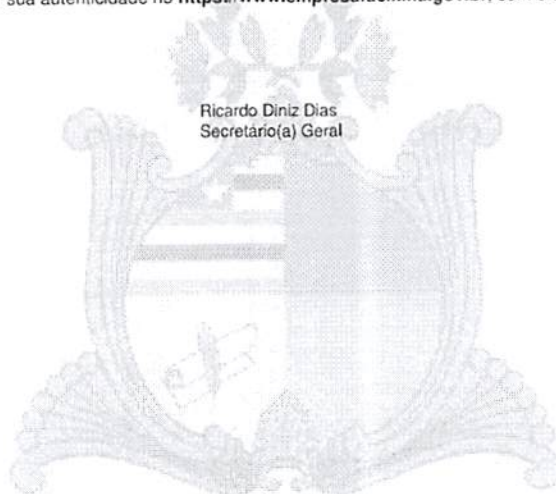 sua autenticidade no
Ricardo Diniz Dias
Secretário(a) Geral